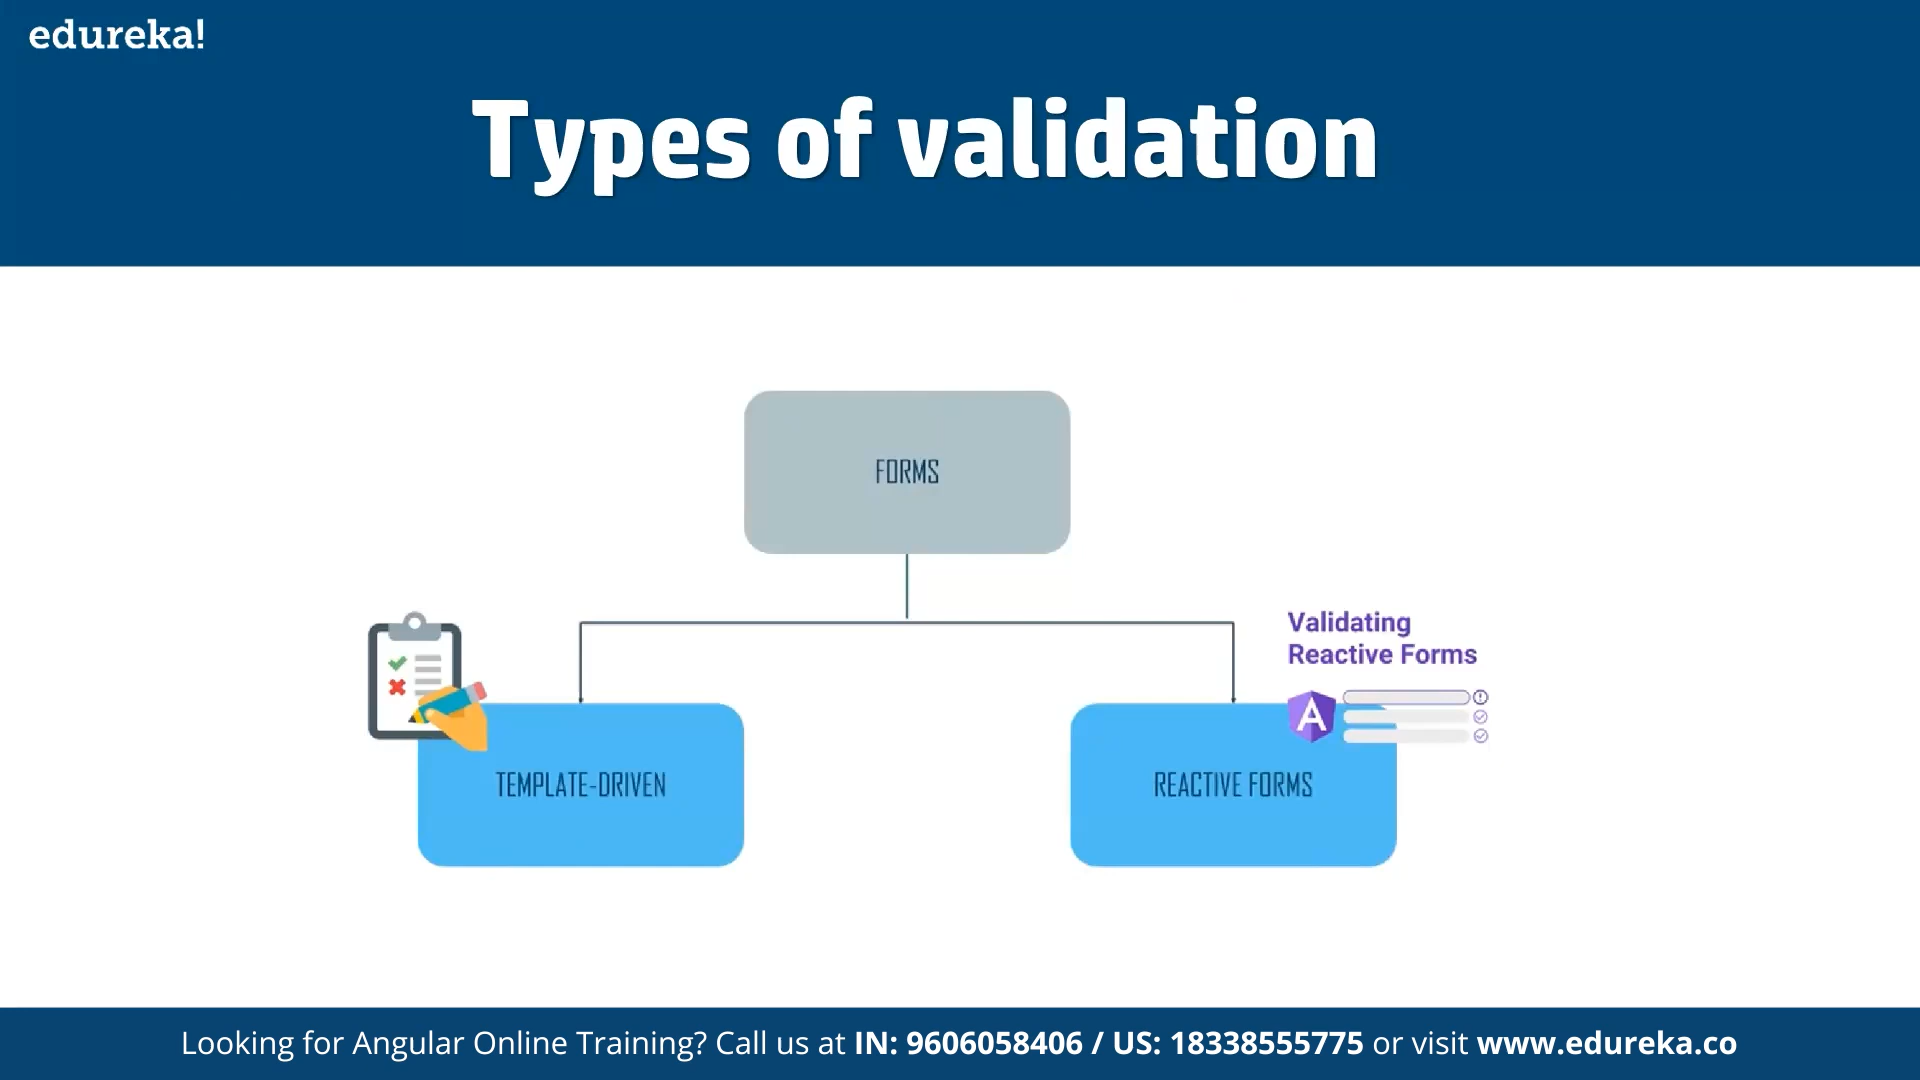 edureka!
Types of validation
FORMS
Validating
Reactive Forms
TEMPLATE-DRIVEN
REACTIVE FORMS
Looking for Angular Online Training? Call us at IN: 9606058406 / US: 18338555775 or visit www.edureka.co